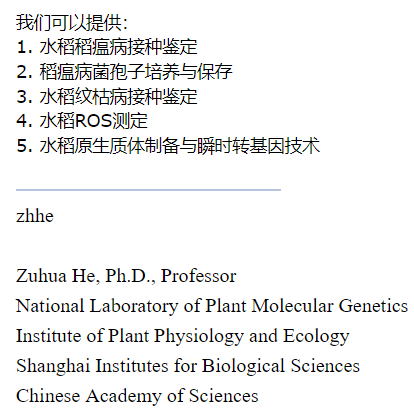 我们可以提供：
1. 水稻稻瘟病接种鉴定
2. 稻瘟病菌孢子培养与保存
3. 水稻纹枯病接种鉴定
4. 水稻ROS测定
5. 水稻原生质体制备与瞬时转基因技术
zhhe
Zuhua He, Ph.D., Professor
National Laboratory of Plant Molecular Genetics
Institute of Plant Physiology and Ecology
Shanghai Institutes for Biological Sciences
Chinese Academy of Sciences